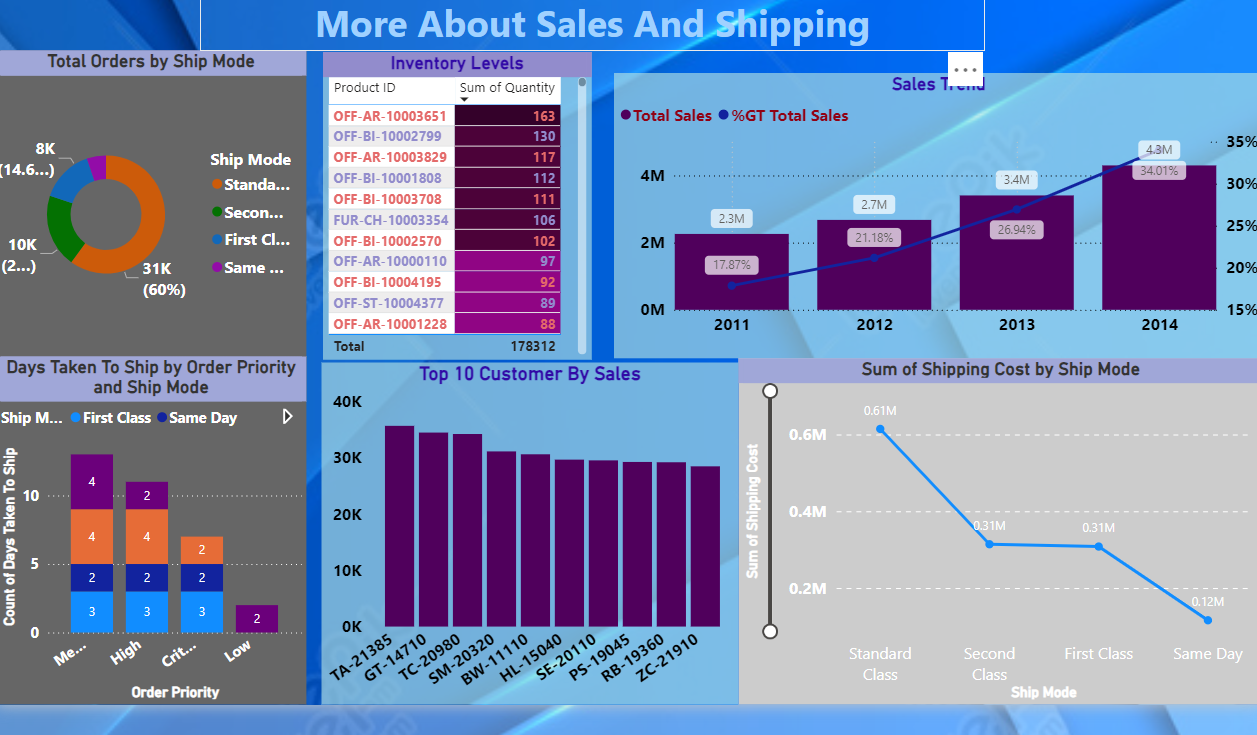 More About Sales And Shipping
Total Orders by Ship Mode
8K
(14.6...)
10K
(2...)
31K
(60%)
Ship Mode
Standa...
Secon...
First Cl...
Same ...
Inventory Levels
Product ID Sum of Quantity
OFF-AR-10003651 163
OFF-BI-10002799 130
OFF-AR-10003829 117
OFF-BI-10001808 112
OFF-BI-10003708 111
FUR-CH-10003354 106
OFF-BI-10002570 102
OFF-AR-10000110 97
OFF-BI-10004195 92
OFF-ST-10004377 89
OFF-AR-10001228 88
Total 178312
...
Sales Trend
Total Sales %GT Total Sales
4M
2M
0M
35%
30%
25%
20%
15%
2.3M
2.7M
3.4M
4.3M
17.87%
21.18%
26.94%
34.01%
2011 2012 2013 2014
Days Taken To Ship by Order Priority
and Ship Mode
Ship M... First Class Same Day
Count of Days Taken To Ship
10
5
0
4 4 2 3
2 4 2 3
2 2 3
2
Me... High Crit... Low
Order Priority
Top 10 Customer By Sales
40K
30K
20K
10K
0K
TA-21385
GT-14710
TC-20980
SM-20320
BW-11110
HL-15040
SE-20110
PS-19045
RB-19360
ZC-21910
Sum of Shipping Cost by Ship Mode
Sum of Shipping Cost
0.6M
0.4M
0.2M
0.61M
0.31M
0.31M
0.12M
Standard
Class
Second
Class
First Class
Same Day
Ship Mode